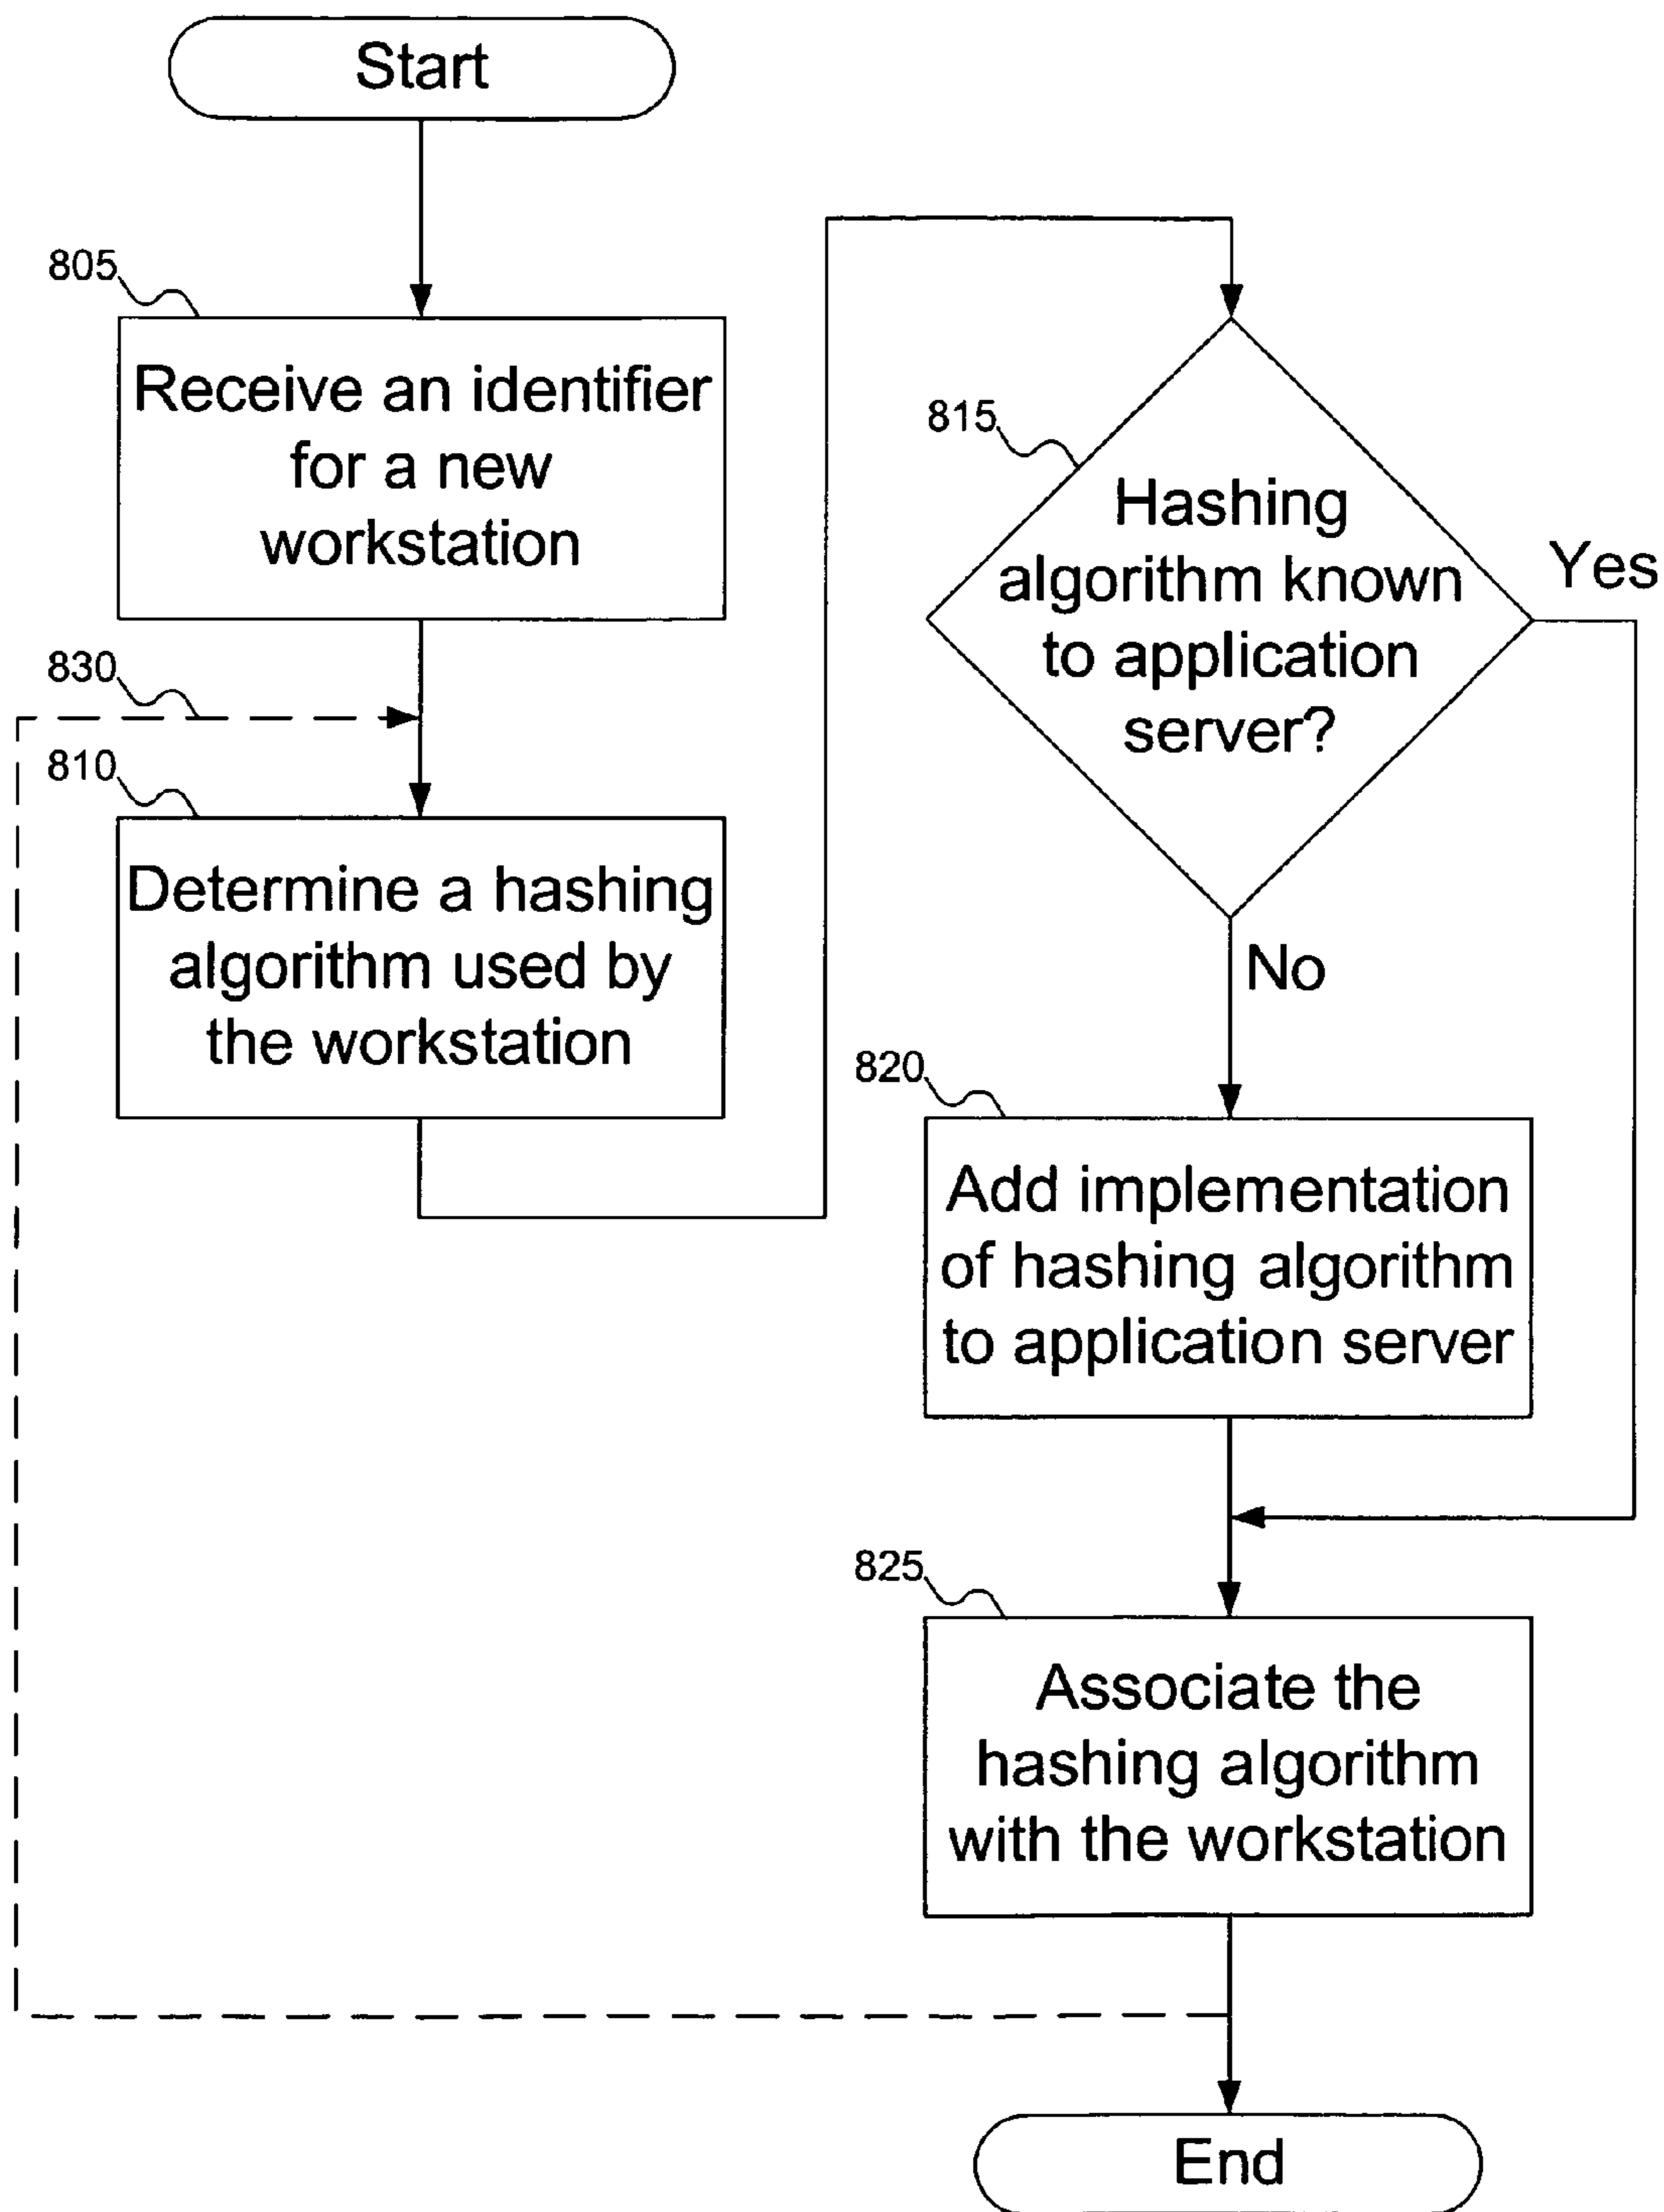 Start
805
Receive an identifier
for a new
workstation
830
810
Determine a hashing
algorithm used by
the workstation
815
Hashing
algorithm known
to application
server?
Yes
No
820
Add implementation
of hashing algorithm
to application server
825
Associate the
hashing algorithm
with the workstation
End